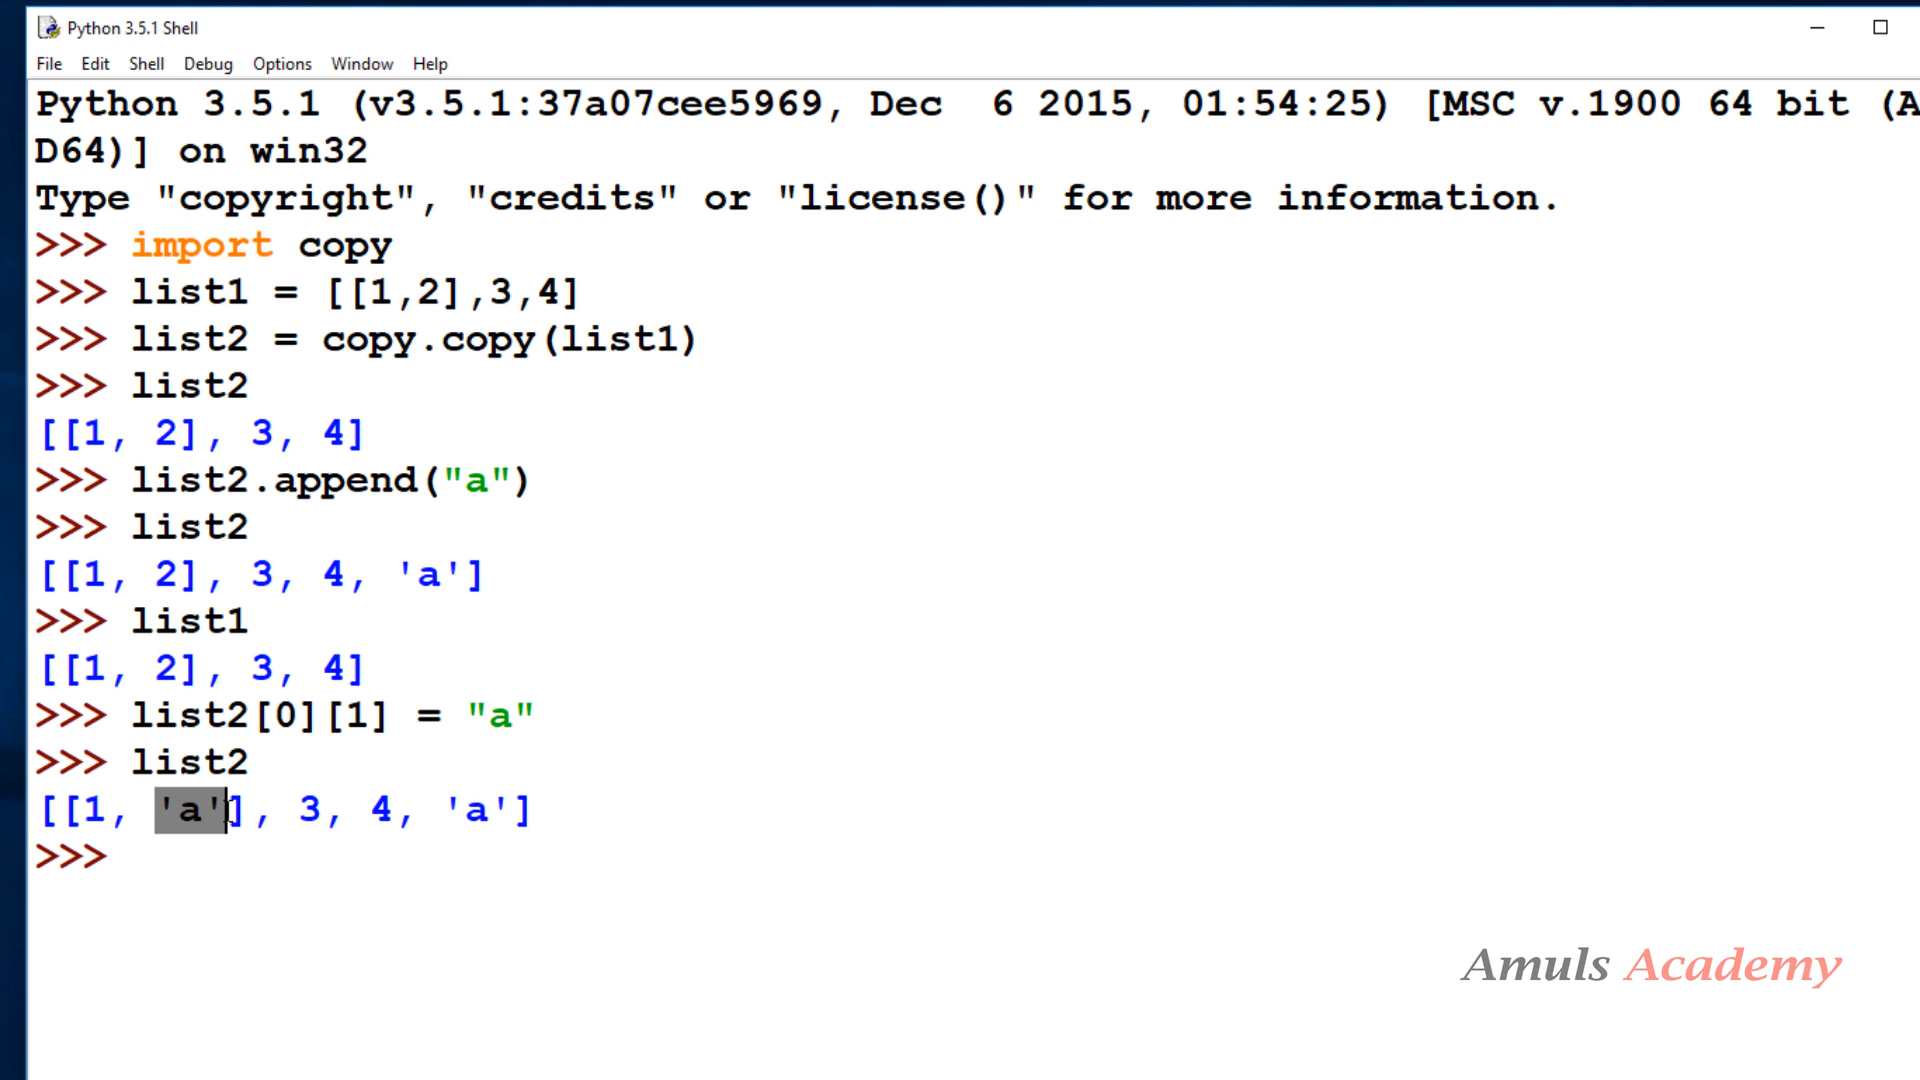 Python 3.5.1 Shell
File Edit Shell Debug Options Window Help
Python 3.5.1 (v3.5.1:37a07cee5969, Dec  6 2015, 01:54:25) [MSC v.1900 64 bit (A
D64)] on win32
Type "copyright", "credits" or "license()" for more information.
>>> import copy
>>> list1 = [[1,2],3,4]
>>> list2 = copy.copy(list1)
>>> list2
[[1, 2], 3, 4]
>>> list2.append("a")
>>> list2
[[1, 2], 3, 4, 'a']
>>> list1
[[1, 2], 3, 4]
>>> list2[0][1] = "a"
>>> list2
[[1, 'a'], 3, 4, 'a']
>>>
Amuls Academy